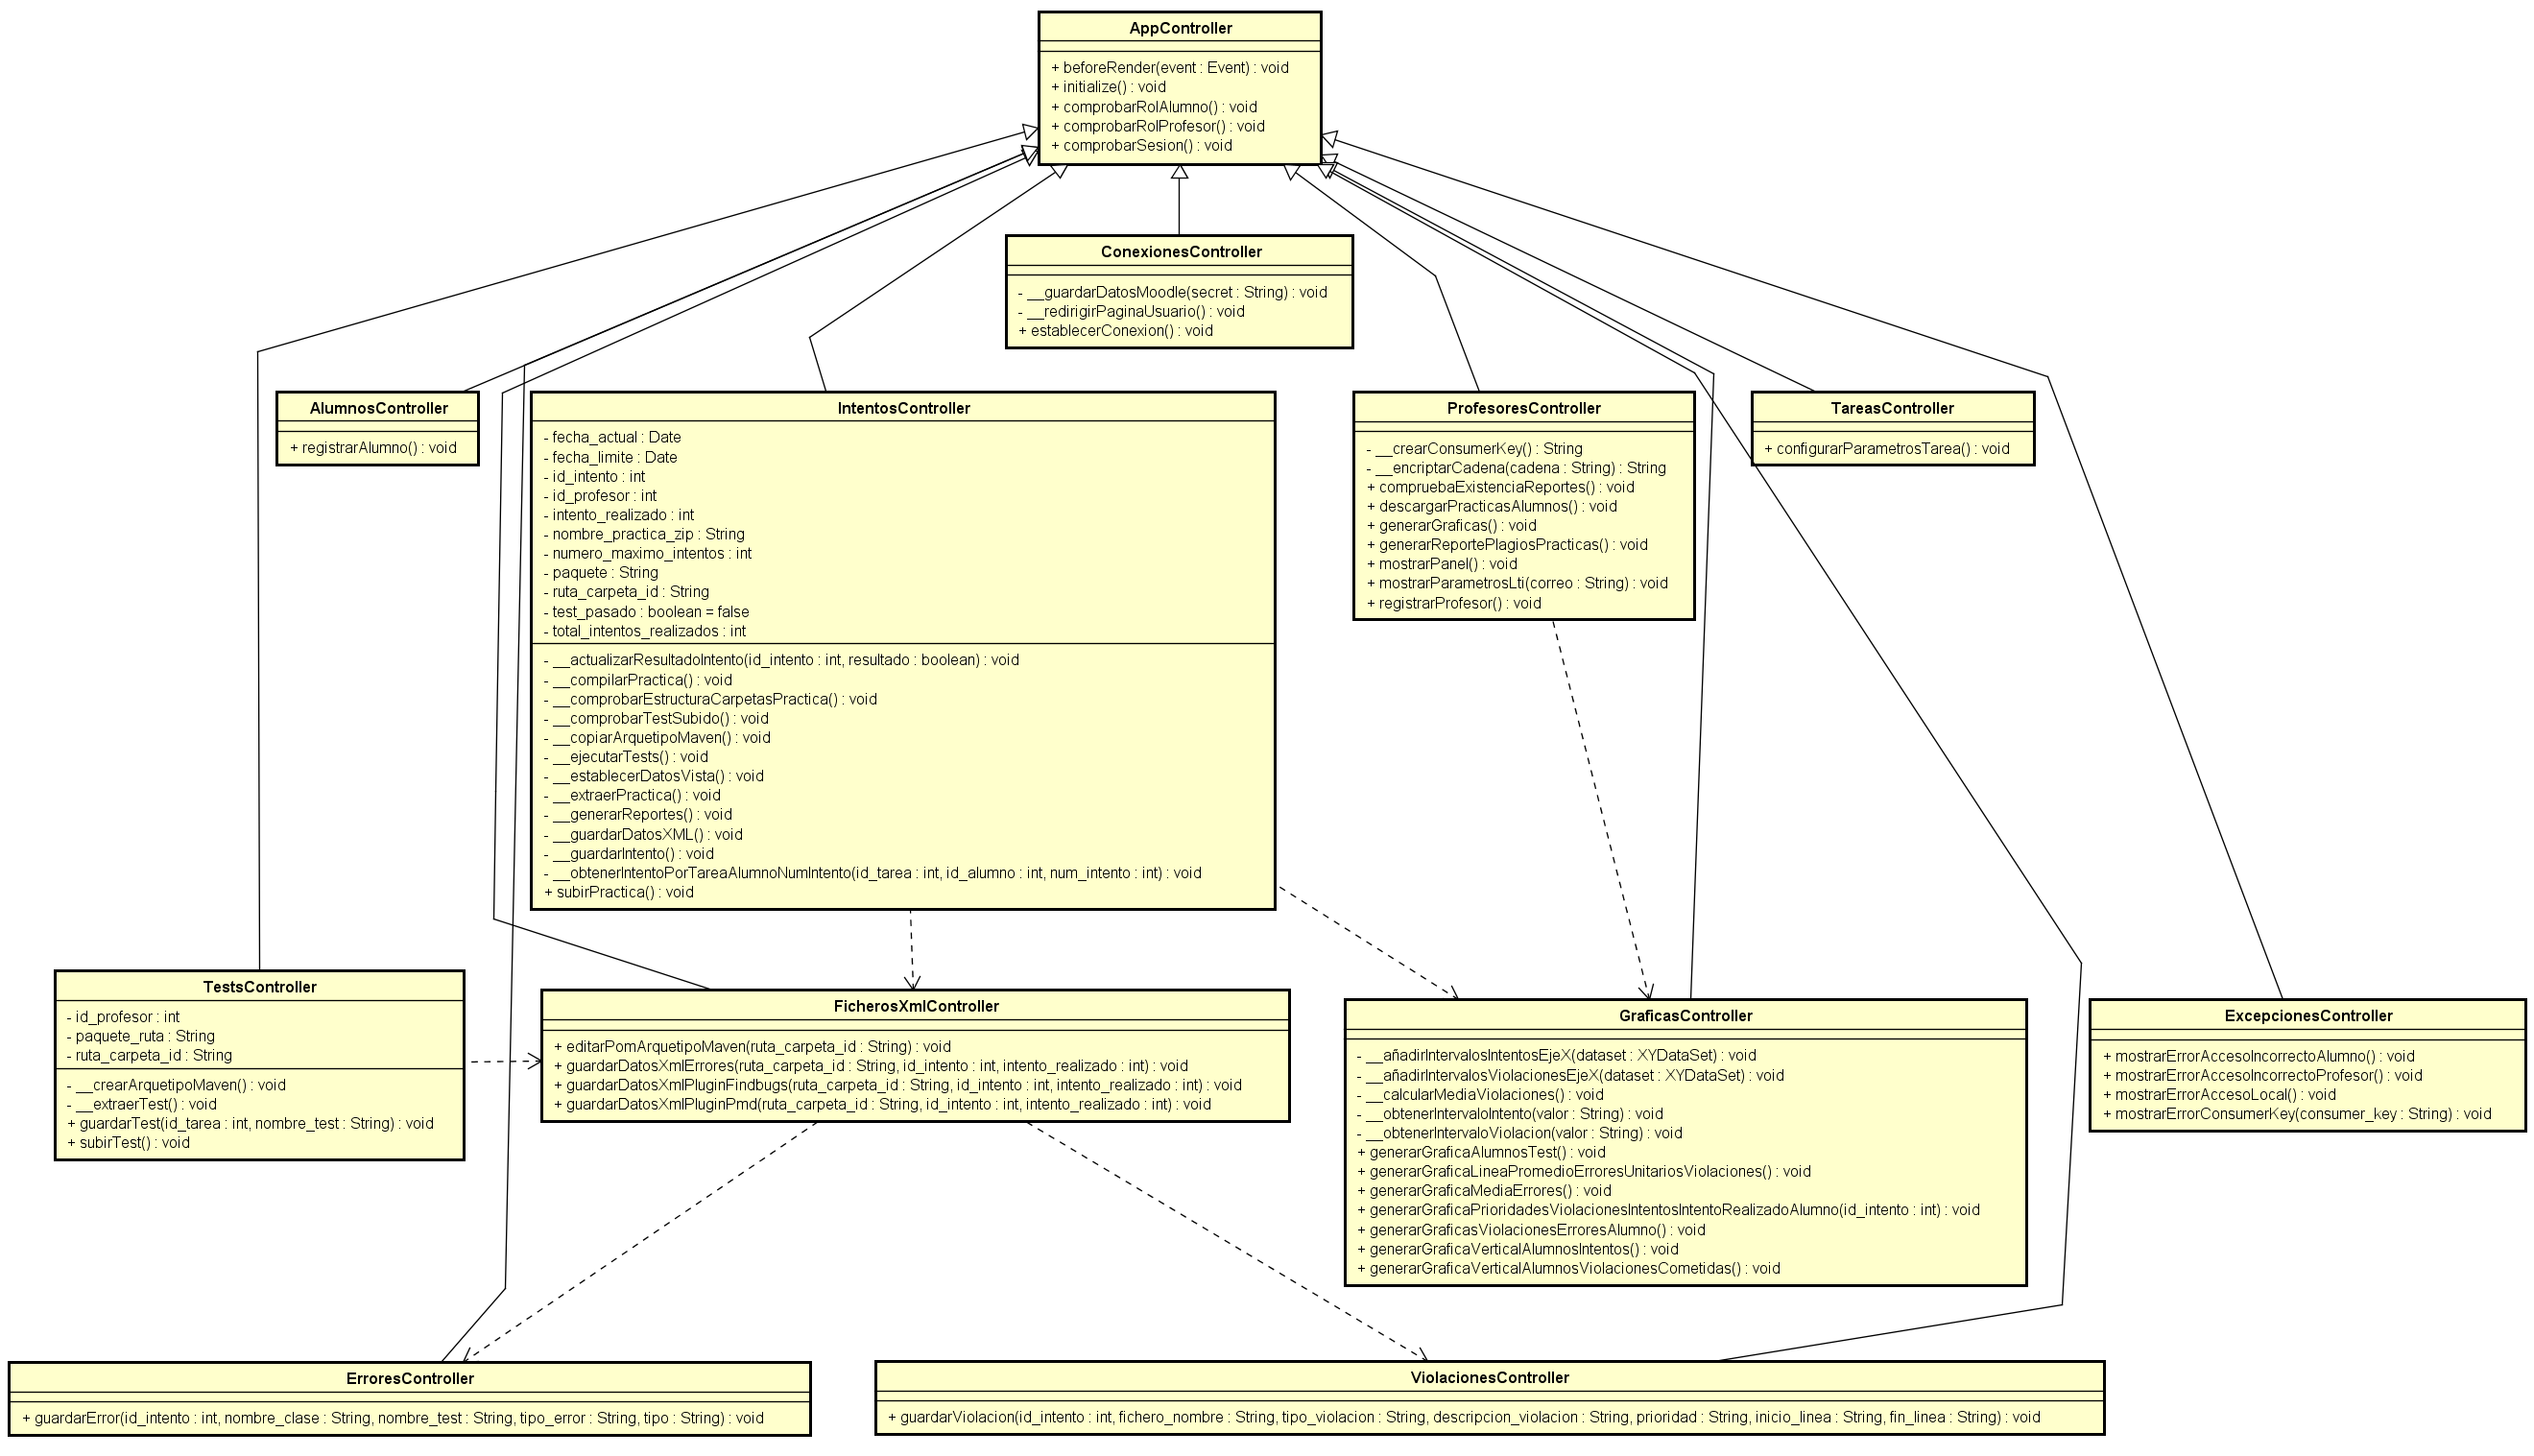 AppController
+ beforeRender(event : Event) : void
+ initialize() : void
+ comprobarRolAlumno() : void
+ comprobarRolProfesor() : void
+ comprobarSesion() : void
ConexionesController
- __guardarDatosMoodle(secret : String) : void
- __redirigirPaginaUsuario() : void
+ establecerConexion() : void
AlumnosController
+ registrarAlumno() : void
IntentosController
- fecha_actual : Date
- fecha_limite : Date
- id_intento : int
- id_profesor : int
- intento_realizado : int
- nombre_practica_zip : String
- numero_maximo_intentos : int
- paquete : String
- ruta_carpeta_id : String
- test_pasado : boolean = false
- total_intentos_realizados : int
- __actualizarResultadoIntento(id_intento : int, resultado : boolean) : void
- __compilarPractica() : void
- __comprobarEstructuraCarpetasPractica() : void
- __comprobarTestSubido() : void
- __copiarArquetipoMaven() : void
- __ejecutarTests() : void
- __establecerDatosVista() : void
- __extraerPractica() : void
- __generarReportes() : void
- __guardarDatosXML() : void
- __guardarIntento() : void
- __obtenerIntentoPorTareaAlumnoNumIntento(id_tarea : int, id_alumno : int, num_intento : int) : void
+ subirPractica() : void
ProfesoresController
- __crearConsumerKey() : String
- __encriptarCadena(cadena : String) : String
+ compruebaExistenciaReportes() : void
+ descargarPracticasAlumnos() : void
+ generarGraficas() : void
+ generarReportePlagiosPracticas() : void
+ mostrarPanel() : void
+ mostrarParametrosLti(correo : String) : void
+ registrarProfesor() : void
TareasController
+ configurarParametrosTarea() : void
TestsController
- id_profesor : int
- paquete_ruta : String
- ruta_carpeta_id : String
- __crearArquetipoMaven() : void
- __extraerTest() : void
+ guardarTest(id_tarea : int, nombre_test : String) : void
+ subirTest() : void
FicherosXmlController
+ editarPomArquetipoMaven(ruta_carpeta_id : String) : void
+ guardarDatosXmlErrores(ruta_carpeta_id : String, id_intento : int, intento_realizado : int) : void
+ guardarDatosXmlPluginFindbugs(ruta_carpeta_id : String, id_intento : int, intento_realizado : int) : void
+ guardarDatosXmlPluginPmd(ruta_carpeta_id : String, id_intento : int, intento_realizado : int) : void
GraficasController
- __añadirIntervalosIntentosEjeX(dataset : XYDataSet) : void
- __añadirIntervalosViolacionesEjeX(dataset : XYDataSet) : void
- __calcularMediaViolaciones() : void
- __obtenerIntervaloIntento(valor : String) : void
- __obtenerIntervaloViolacion(valor : String) : void
+ generarGraficaAlumnosTest() : void
+ generarGraficaLineaPromedioErroresUnitariosViolaciones() : void
+ generarGraficaMediaErrores() : void
+ generarGraficaPrioridadesViolacionesIntentosIntentoRealizadoAlumno(id_intento : int) : void
+ generarGraficasViolacionesErroresAlumno() : void
+ generarGraficaVerticalAlumnosIntentos() : void
+ generarGraficaVerticalAlumnosViolacionesCometidas() : void
ExcepcionesController
+ mostrarErrorAccesoIncorrectoAlumno() : void
+ mostrarErrorAccesoIncorrectoProfesor() : void
+ mostrarErrorAccesoLocal() : void
+ mostrarErrorConsumerKey(consumer_key : String) : void
ErroresController
+ guardarError(id_intento : int, nombre_clase : String, nombre_test : String, tipo_error : String, tipo : String) : void
ViolacionesController
+ guardarViolacion(id_intento : int, fichero_nombre : String, tipo_violacion : String, descripcion_violacion : String, prioridad : String, inicio_linea : String, fin_linea : String) : void